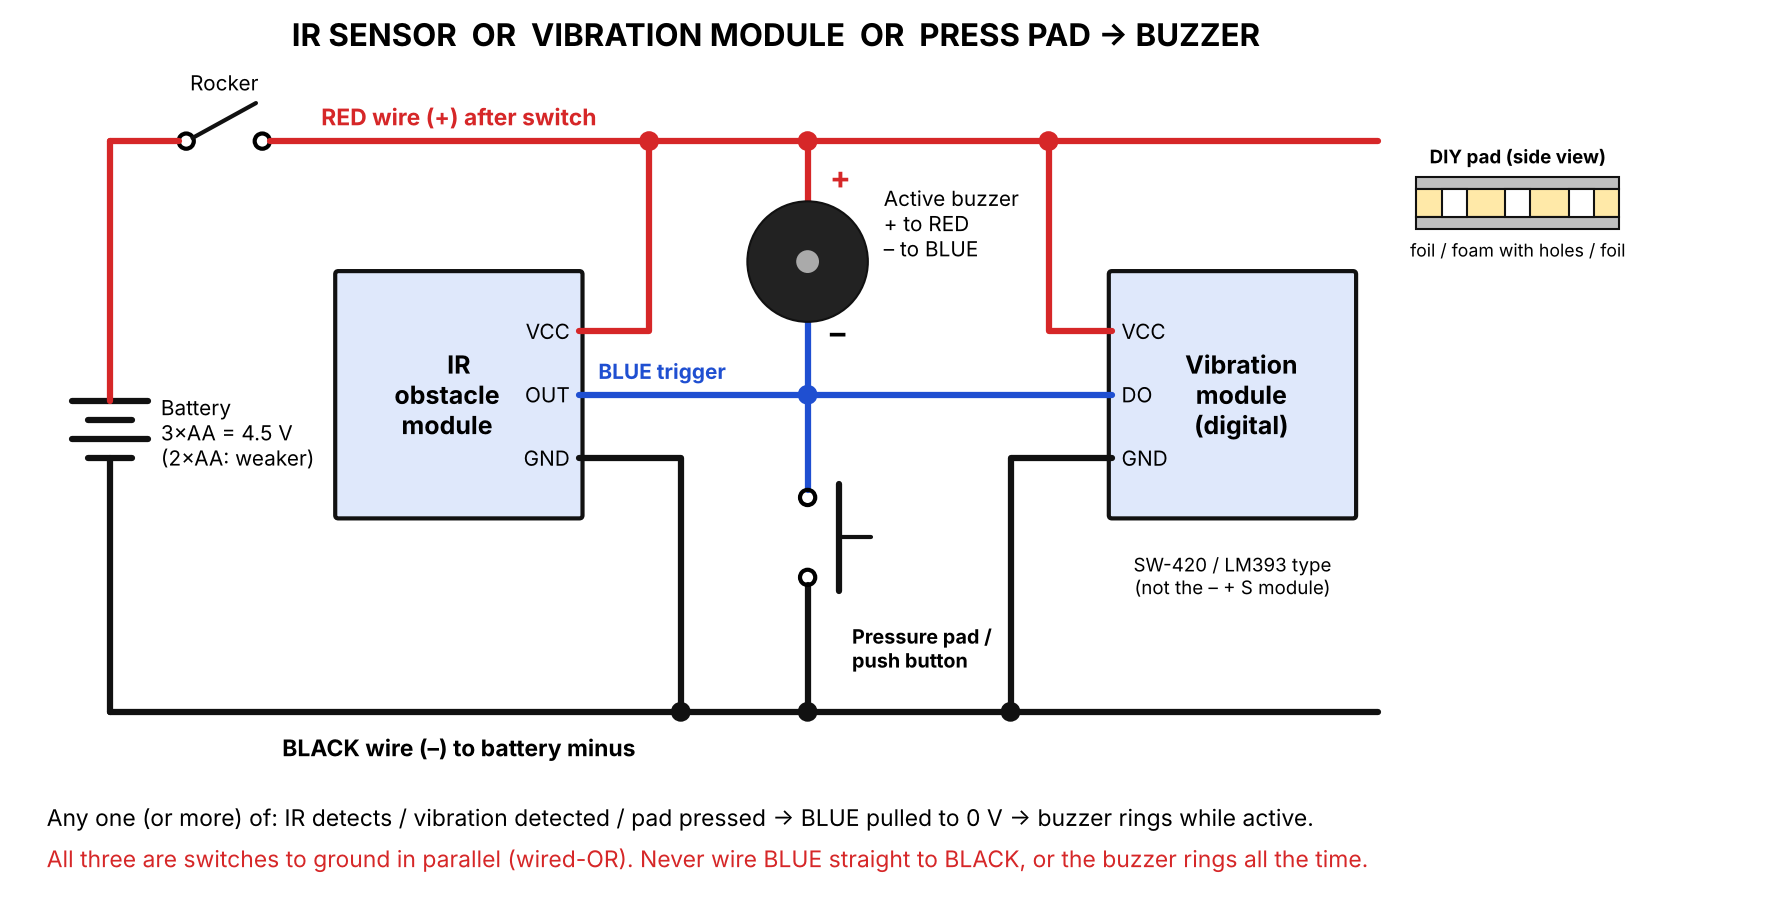 IR SENSOR OR VIBRATION MODULE OR PRESS PAD → BUZZER
Rocker
RED wire (+) after switch
DIY pad (side view)
foil / foam with holes / foil
+
Active buzzer
+ to RED
– to BLUE
–
VCC
OUT
GND
IR
obstacle
module
BLUE trigger
VCC
DO
GND
Vibration
module
(digital)
Battery
3×AA = 4.5 V
(2×AA: weaker)
SW-420 / LM393 type
(not the – + S module)
Pressure pad /
push button
BLACK wire (–) to battery minus
Any one (or more) of: IR detects / vibration detected / pad pressed → BLUE pulled to 0 V → buzzer rings while active.
All three are switches to ground in parallel (wired-OR). Never wire BLUE straight to BLACK, or the buzzer rings all the time.